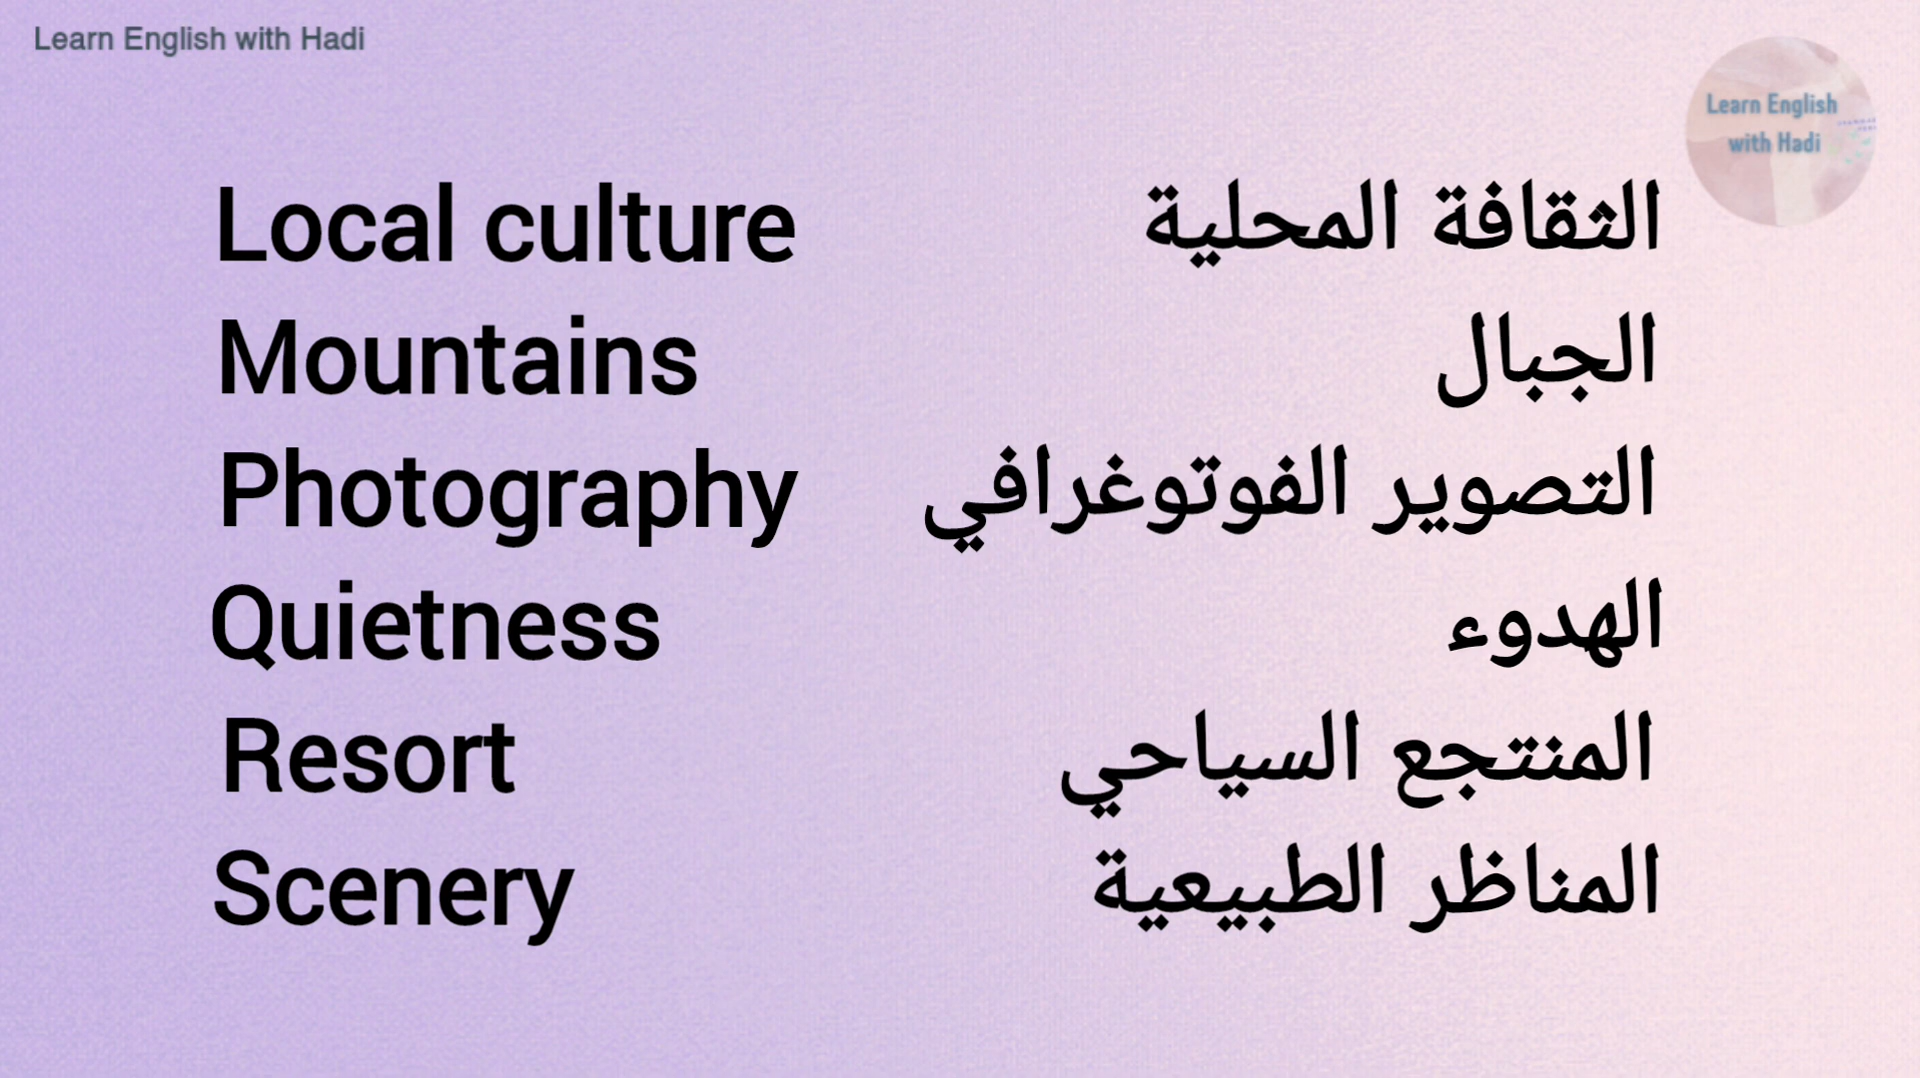 Learn English with Hadi
Learn English
with Hadi
Local culture الثقافة المحلية
Mountains الجبال
Photography التصوير الفوتوغرافي
Quietness الهدوء
Resort المنتجع السياحي
Scenery المناظر الطبيعية